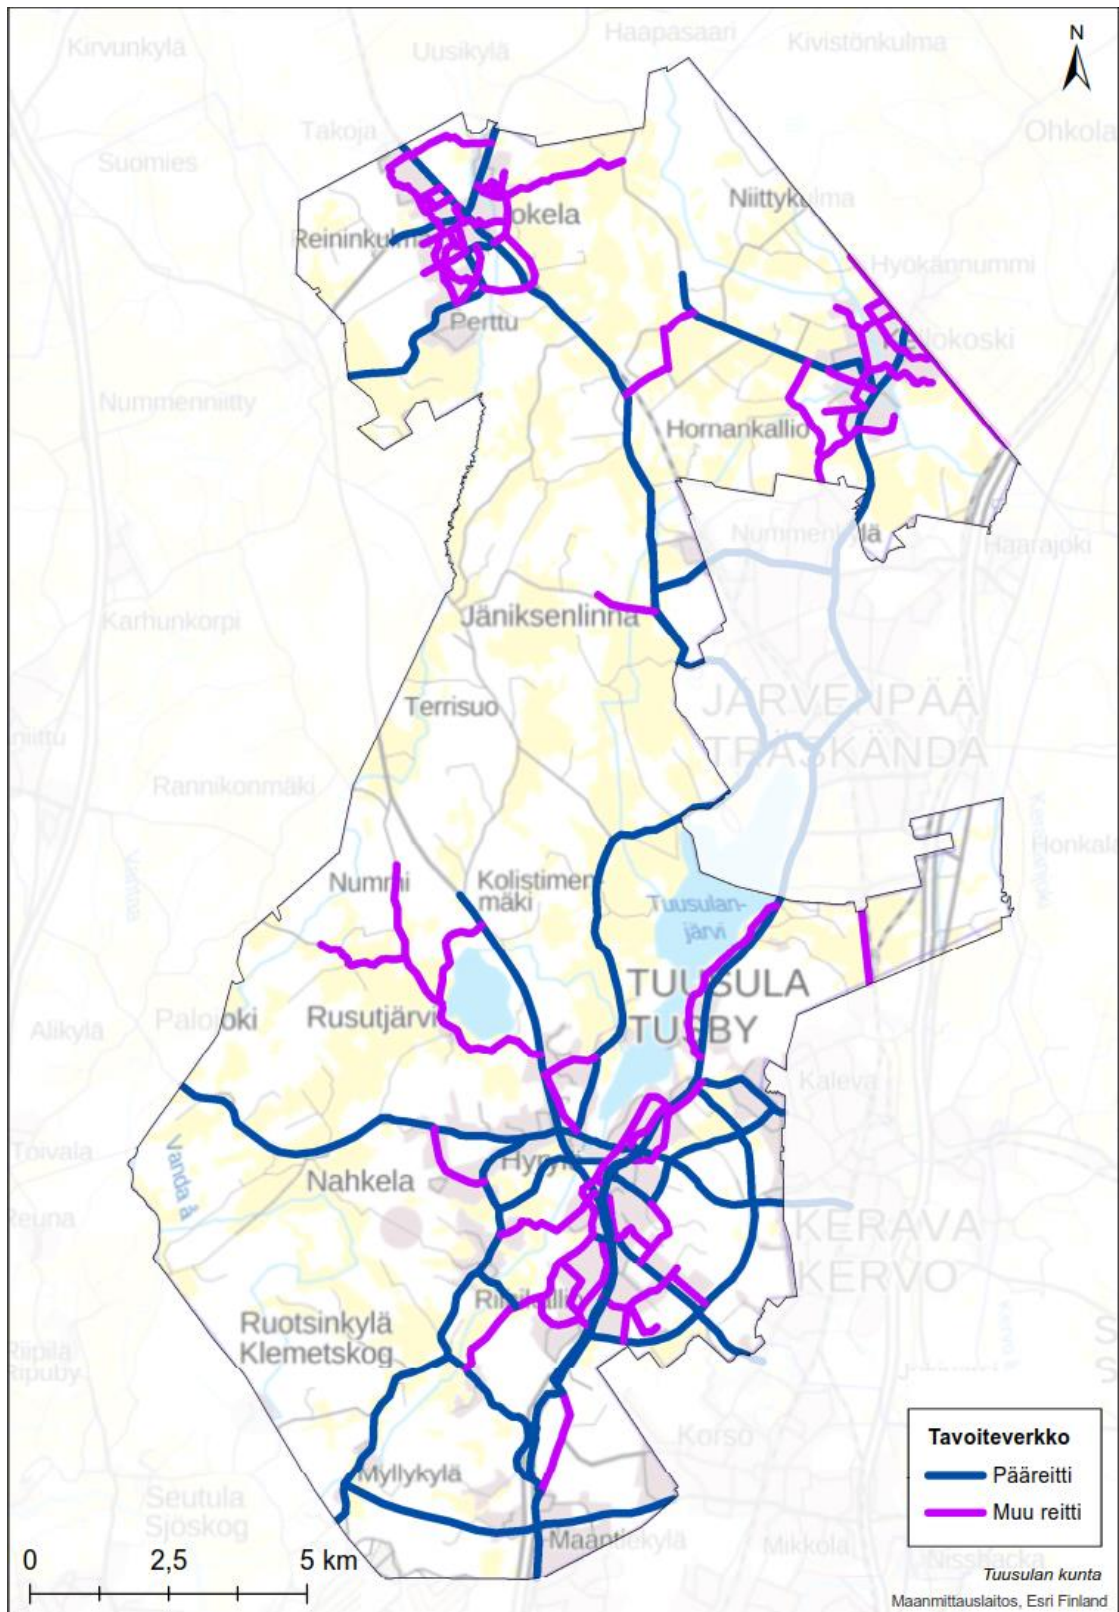 Kirvunkylä
Uusikylä
Haapasaari
Kivistönkulma
N
Takoja
Ohkola
Suomies
Niittykulma
Jokela
Reininkulma
Hyökännummi
Perttu
Kellokoski
Nummenniitty
Hornankallio
Nummenkylä
Haarajoki
Karhunkorpi
Jäniksenlinna
Terrisuo
JÄRVENPÄÄ
TRÄSKÄNDA
Rannikonmäki
Honkala
Nummi
Kolistimen-
mäki
Tuusulan-
järvi
TUUSULA
TUSBY
Alikylä
Palojoki
Rusutjärvi
Kaleva
Toivala
Vanda å
Nahkela
Hyrylä
KERAVA
KERVO
Riihikallio
Ruotsinkylä
Klemetskog
Korso
Myllykylä
Seutula
Sjöskog
Maantiekylä
Mikkola
Nissbacka
Tavoiteverkko
Pääreitti
Muu reitti
0 2,5 5 km
Tuusulan kunta
Maanmittauslaitos, Esri Finland